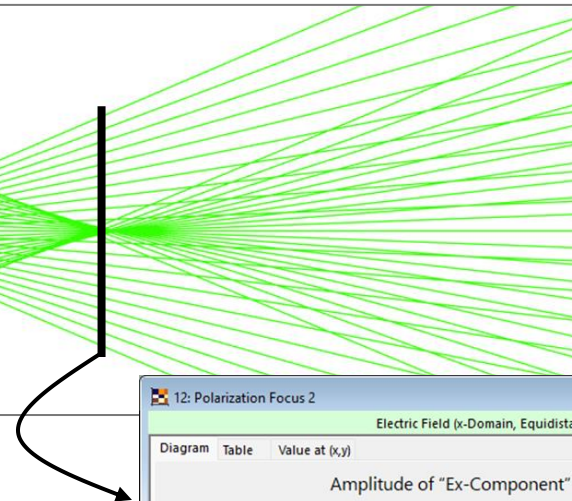 12: Polarization Focus 2
Electric Field (x-Domain, Equidista
Diagram Table Value at (x,y)
Amplitude of "Ex-Component"